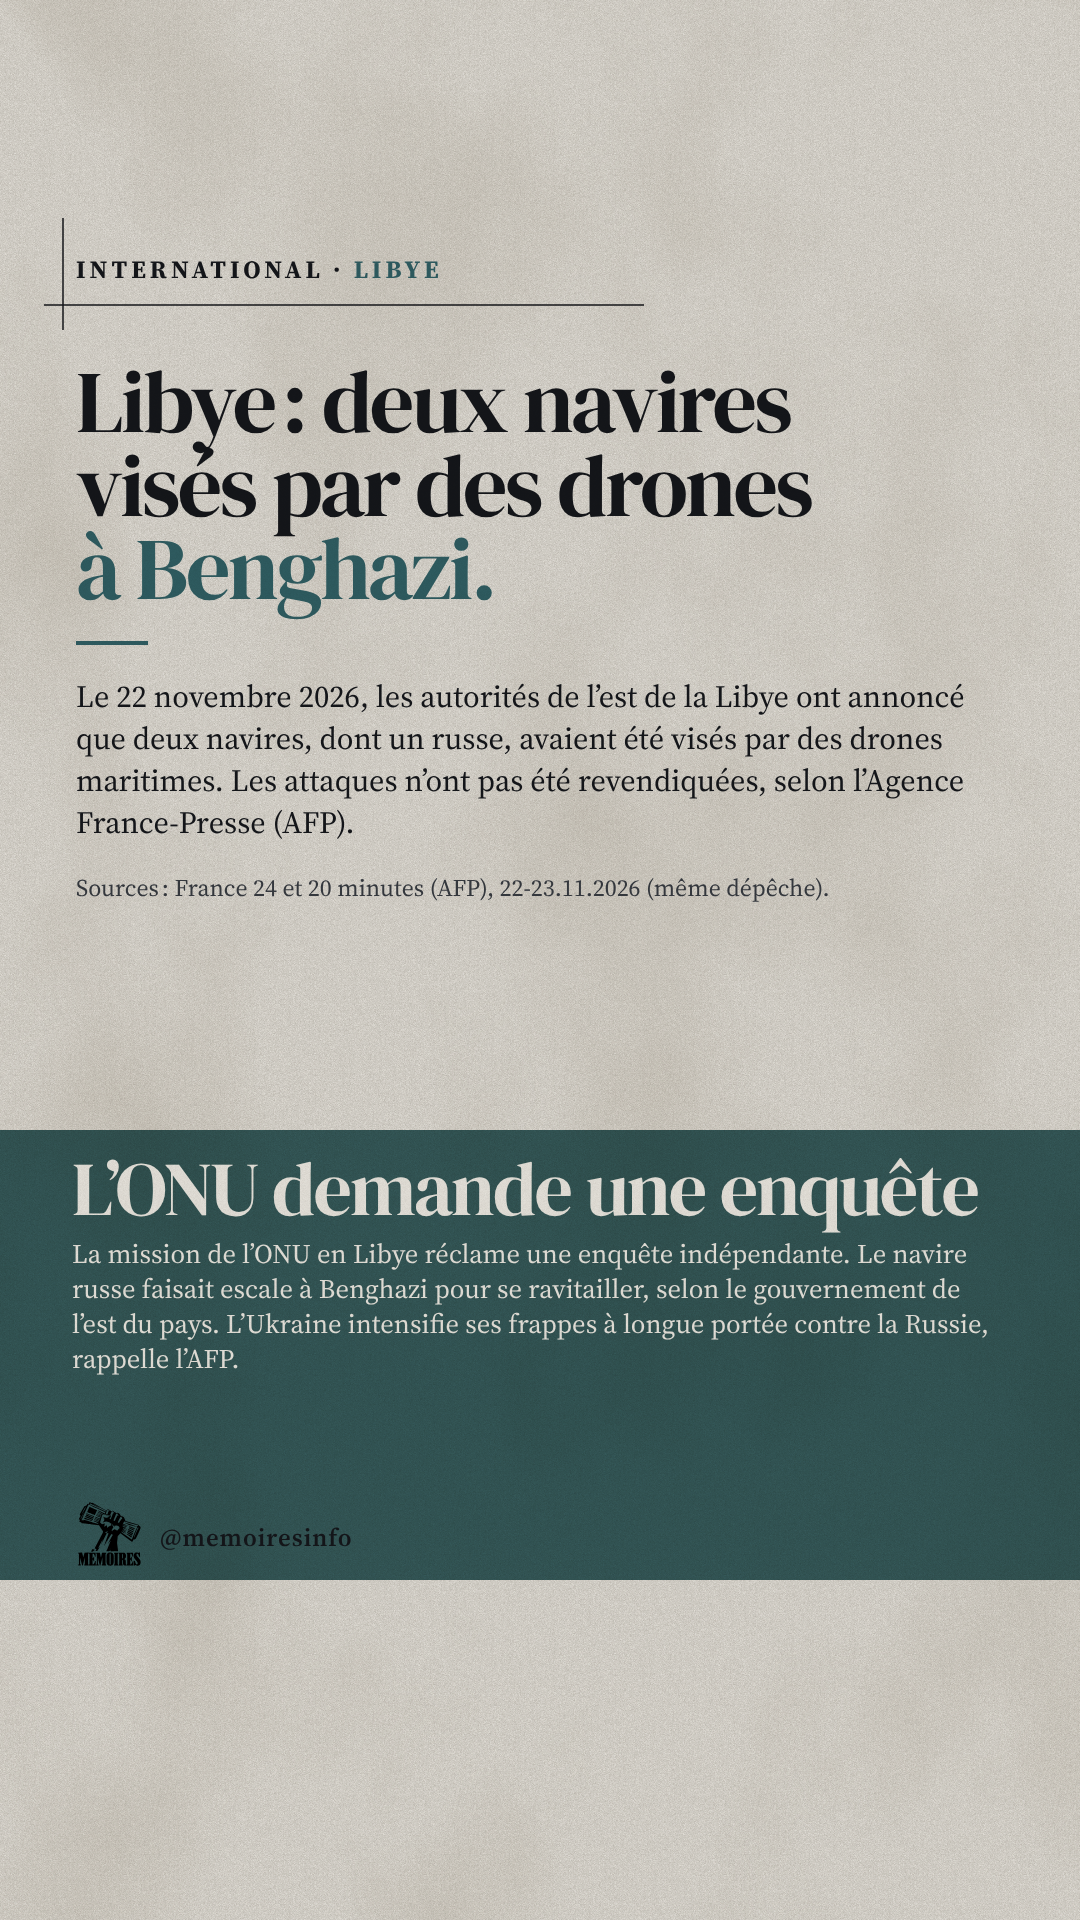 INTERNATIONAL · LIBYE
Libye : deux navires
visés par des drones
à Benghazi.
Le 22 novembre 2026, les autorités de l’est de la Libye ont annoncé
que deux navires, dont un russe, avaient été visés par des drones
maritimes. Les attaques n’ont pas été revendiquées, selon l’Agence
France-Presse (AFP).
Sources : France 24 et 20 minutes (AFP), 22-23.11.2026 (même dépêche).
L’ONU demande une enquête
La mission de l’ONU en Libye réclame une enquête indépendante. Le navire
russe faisait escale à Benghazi pour se ravitailler, selon le gouvernement de
l’est du pays. L’Ukraine intensifie ses frappes à longue portée contre la Russie,
rappelle l’AFP.
MÉMOIRES
@memoiresinfo